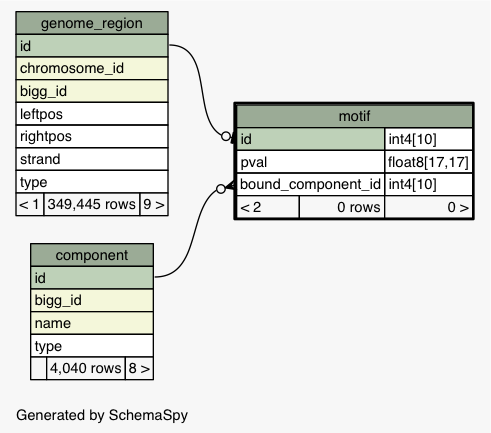 genome_region
id
chromosome_id
bigg_id
leftpos
rightpos
strand
type
< 1 349,445 rows 9 >
motif
id int4[10]
pval float8[17,17]
bound_component_id int4[10]
< 2 0 rows 0 >
component
id
bigg_id
name
type
4,040 rows 8 >
Generated by SchemaSpy